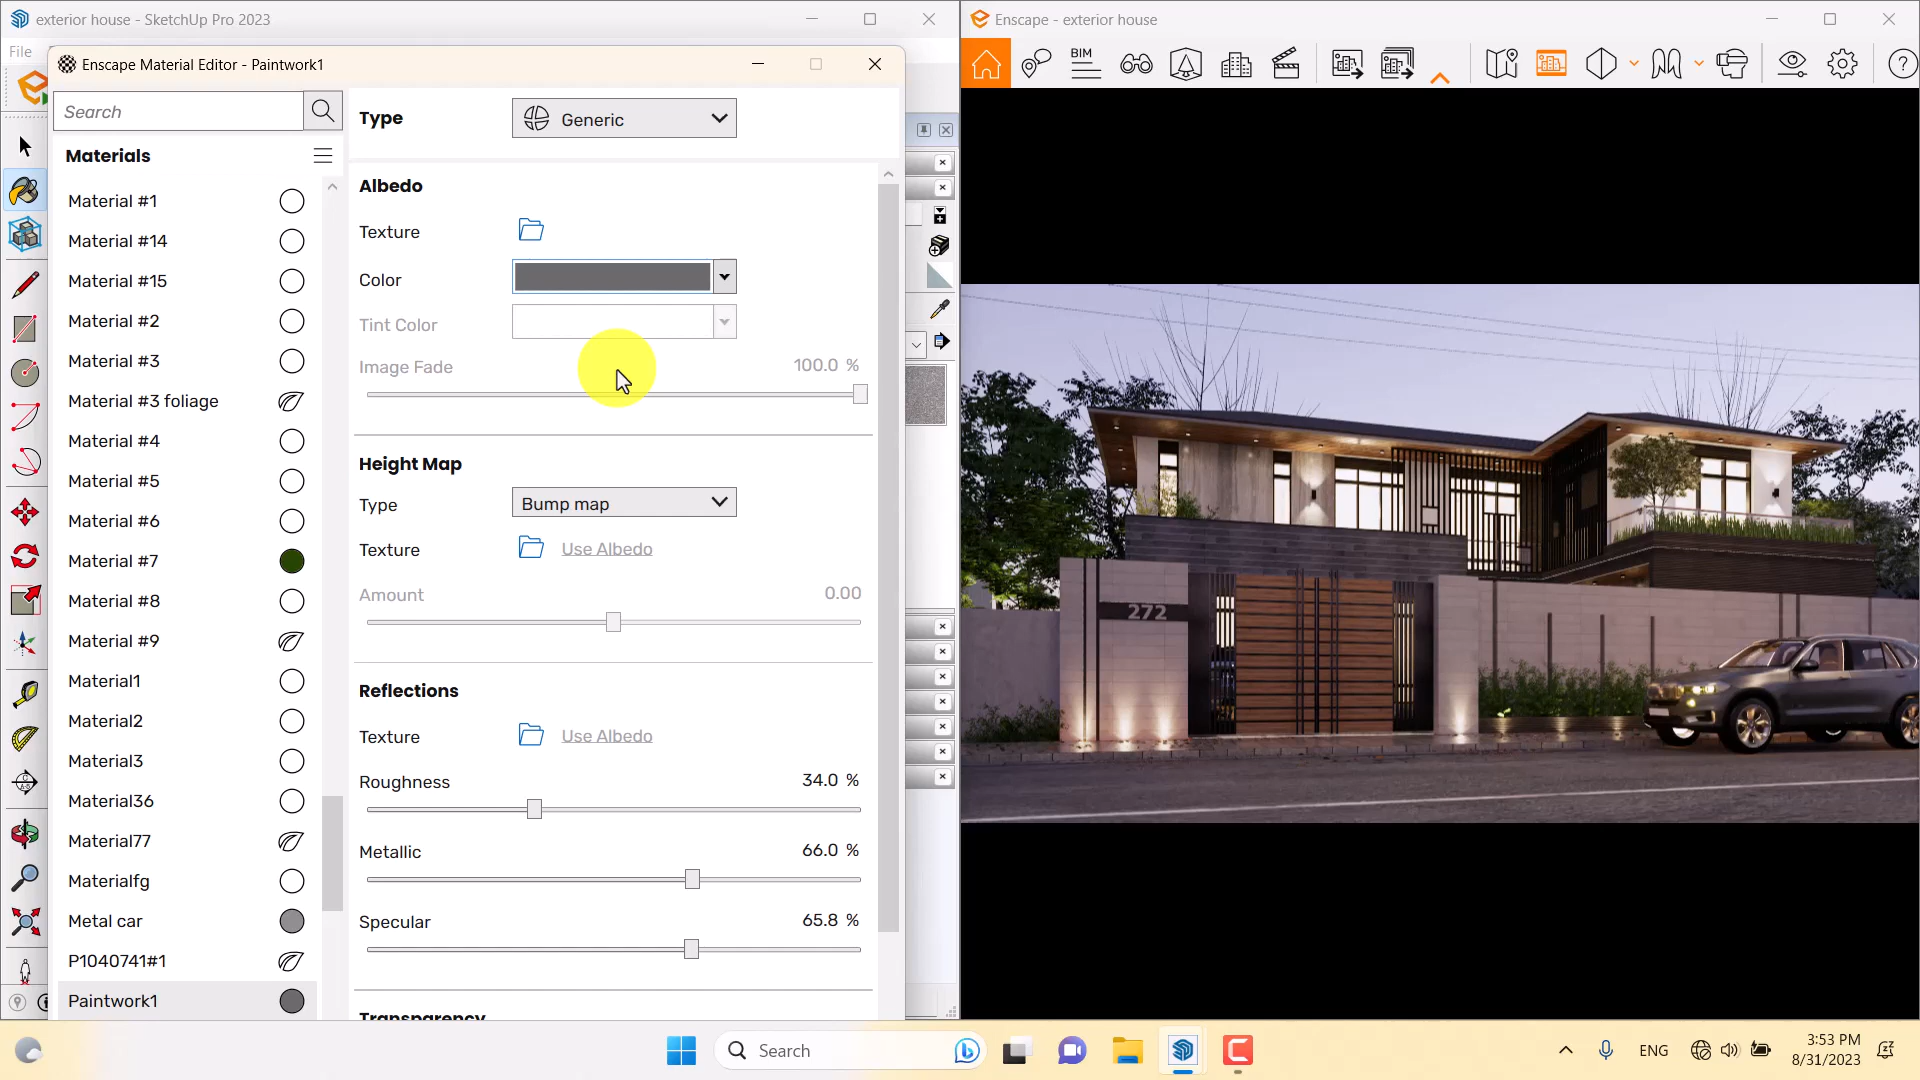 exterior house - SketchUp Pro 2023
File
Enscape Material Editor - Paintwork1
Search
Materials
Material #1
Material #14
Material #15
Material #2
Material #3
Material #3 foliage
Material #4
Material #5
Material #6
Material #7
Material #8
Material #9
Material1
Material2
Material3
Material36
Material77
Materialfg
Metal car
P1040741#1
Paintwork1
Type
Generic
Albedo
Texture
Color
Tint Color
Image Fade
100.0 %
Height Map
Type
Bump map
Texture
Use Albedo
Amount
0.00
Reflections
Texture
Use Albedo
Roughness
34.0 %
Metallic
66.0 %
Specular
65.8 %
Transparency
Enscape - exterior house
BIM
272
Search
ENG
3:53 PM
8/31/2023